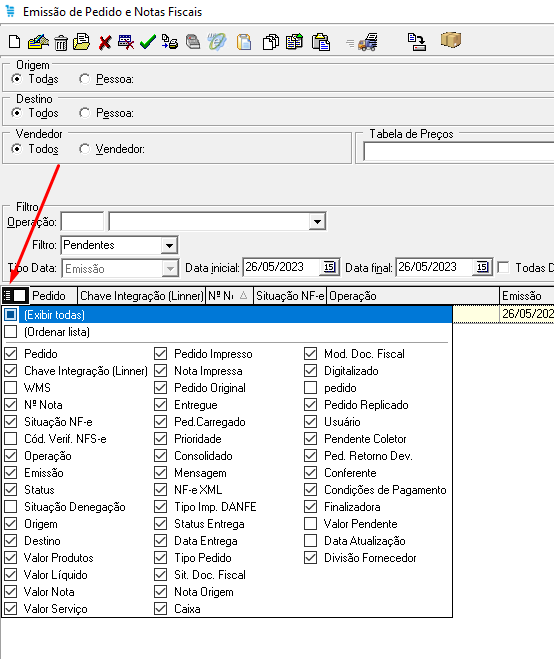 Emissão de Pedido e Notas Fiscais
Origem
Todas Pessoa:
Destino
Todos Pessoa:
Vendedor Tabela de Preços
Todos Vendedor:
Filtro
Operação:
Filtro: Pendentes
Tipo Data: Emissão Data inicial: 26/05/2023 15 Data final: 26/05/2023 15 Todas D
Pedido Chave Integração (Linner) Nº N Situação NF-e Operação Emissão
(Exibir todas) 26/05/202
(Ordenar lista)
Pedido Pedido Impresso Mod. Doc. Fiscal
Chave Integração (Linner) Nota Impressa Digitalizado
WMS Pedido Original pedido
Nº Nota Entregue Pedido Replicado
Situação NF-e Ped.Carregado Usuário
Cód. Verif. NFS-e Prioridade Pendente Coletor
Operação Consolidado Ped. Retorno Dev.
Emissão Mensagem Conferente
Status NF-e XML Condições de Pagamento
Situação Denegação Tipo Imp. DANFE Finalizadora
Origem Status Entrega Valor Pendente
Destino Data Entrega Data Atualização
Valor Produtos Tipo Pedido Divisão Fornecedor
Valor Líquido Sit. Doc. Fiscal
Valor Nota Nota Origem
Valor Serviço Caixa